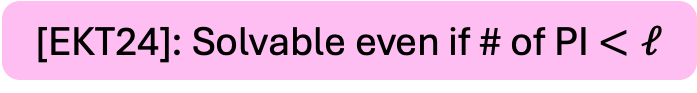 [EKT24]: Solvable even if # of PI < ℓ